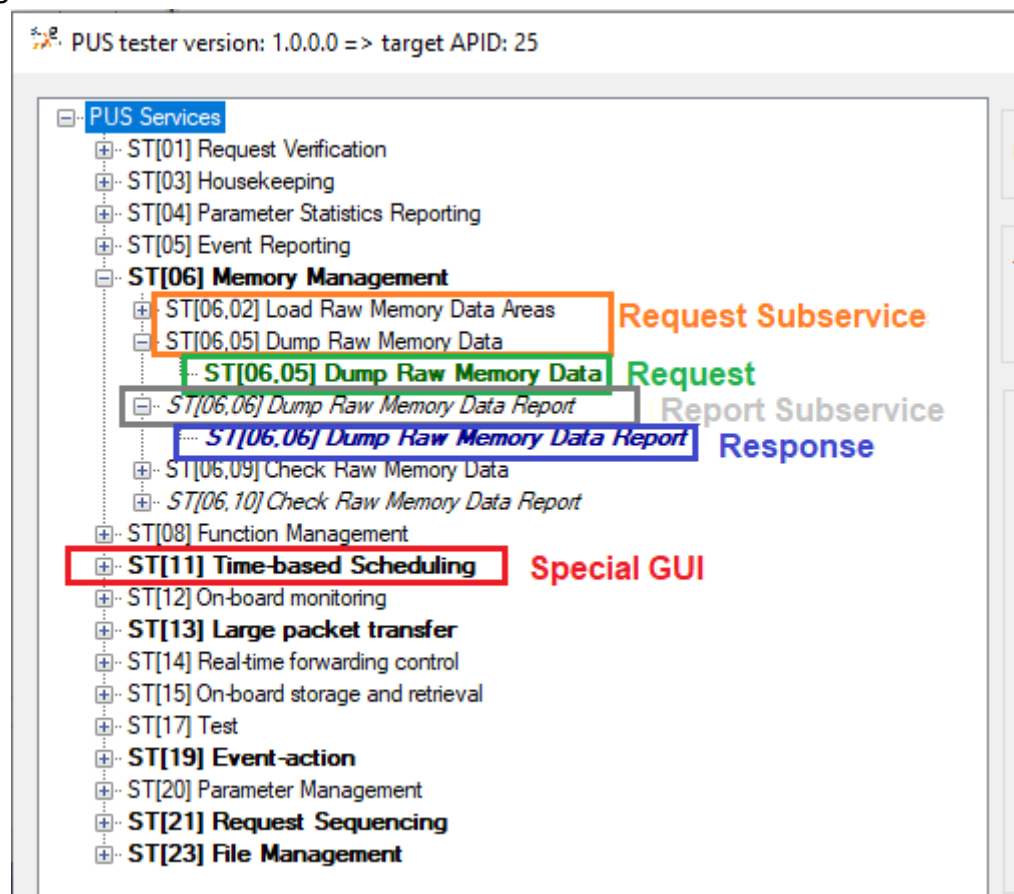 PUS tester version: 1.0.0.0 => target APID: 25
PUS Services
ST[01] Request Verification
ST[03] Housekeeping
ST[04] Parameter Statistics Reporting
ST[05] Event Reporting
ST[06] Memory Management
ST[06,02] Load Raw Memory Data Areas
Request Subservice
ST[06,05] Dump Raw Memory Data
ST[06,05] Dump Raw Memory Data Request
ST[06,06] Dump Raw Memory Data Report Report Subservice
ST[06,06] Dump Raw Memory Data Report Response
ST[06,09] Check Raw Memory Data
ST[06,10] Check Raw Memory Data Report
ST[08] Function Management
ST[11] Time-based Scheduling Special GUI
ST[12] On-board monitoring
ST[13] Large packet transfer
ST[14] Real-time forwarding control
ST[15] On-board storage and retrieval
ST[17] Test
ST[19] Event-action
ST[20] Parameter Management
ST[21] Request Sequencing
ST[23] File Management